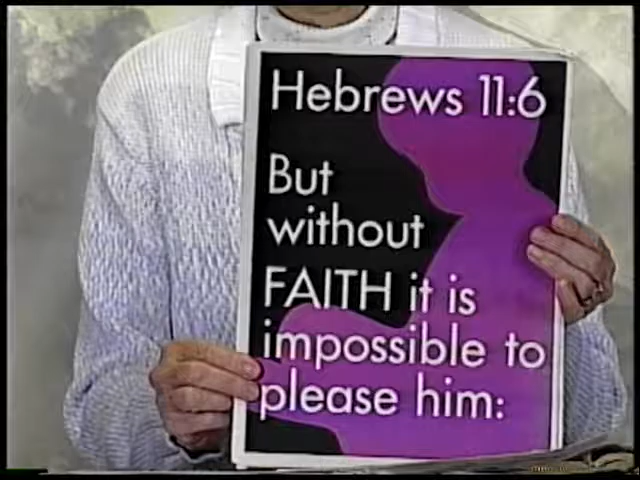 Hebrews 11:6
But
without
FAITH it is
impossible to
please him: